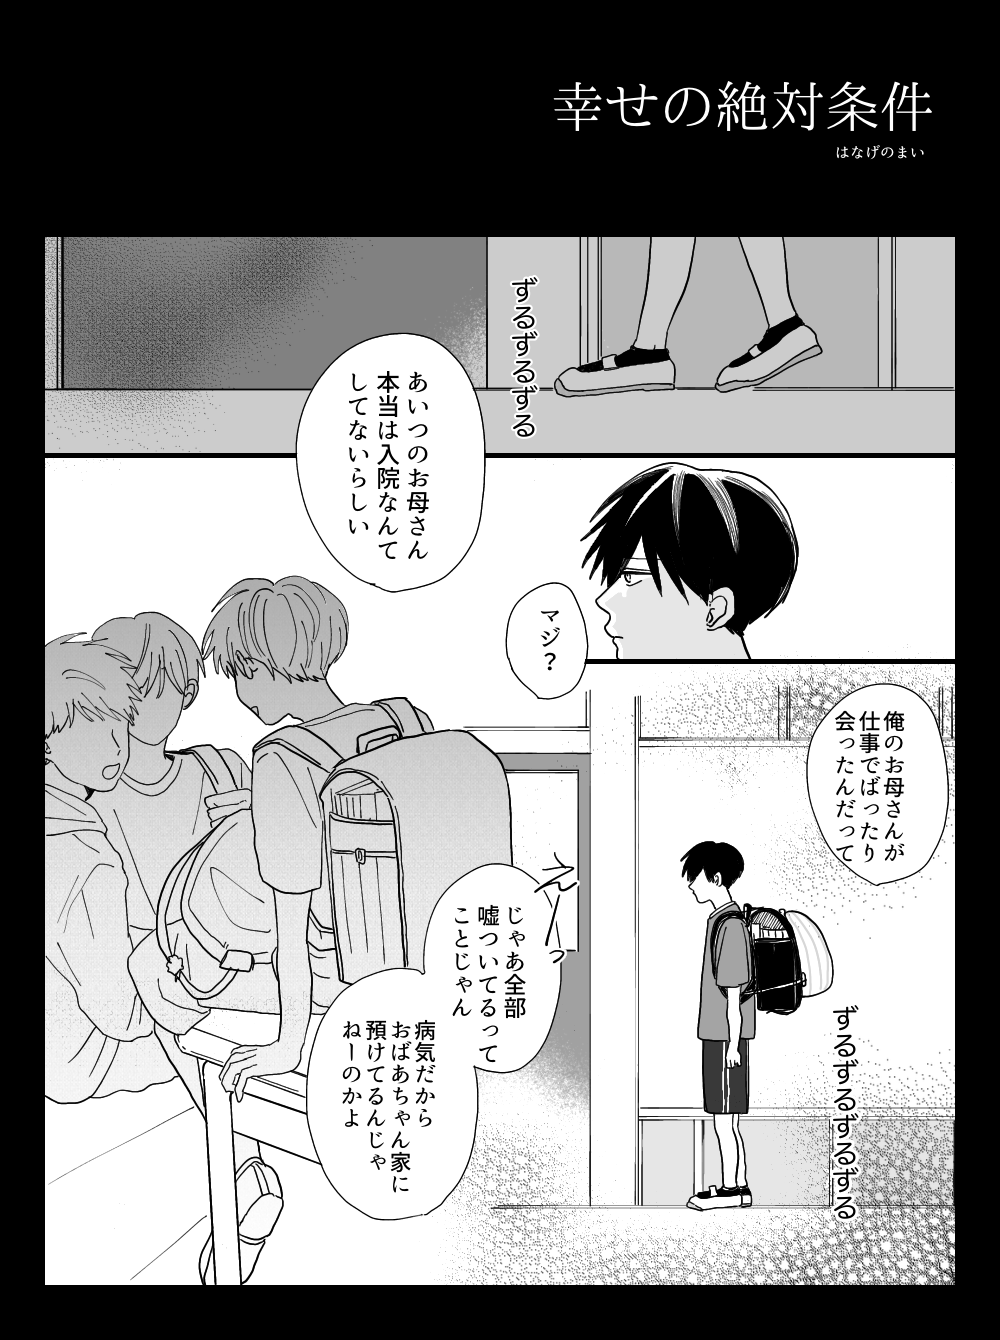 幸せの絶対条件
はなげのまい
ずるずるずる
あいつのお母さん
本当は入院なんて
してないらしい
マジ？
俺のお母さんが
仕事でばったり
会ったんだって
えーっ
じゃあ全部
嘘ついてるって
ことじゃん
病気だから
おばあちゃん家に
預けてるんじゃ
ねーのかよ
ずるずるずるずる